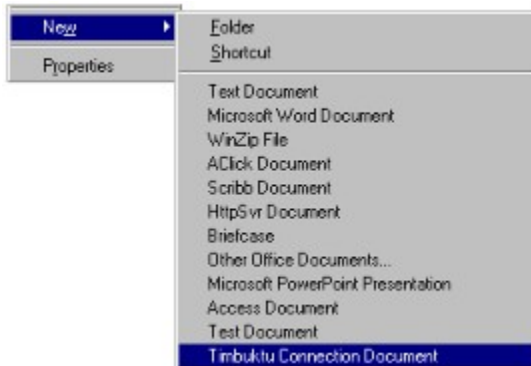 New
Properties
Folder
Shortcut
Text Document
Microsoft Word Document
WinZip File
AClick Document
Scribb Document
HttpSvr Document
Briefcase
Other Office Documents...
Microsoft PowerPoint Presentation
Access Document
Test Document
Timbuktu Connection Document